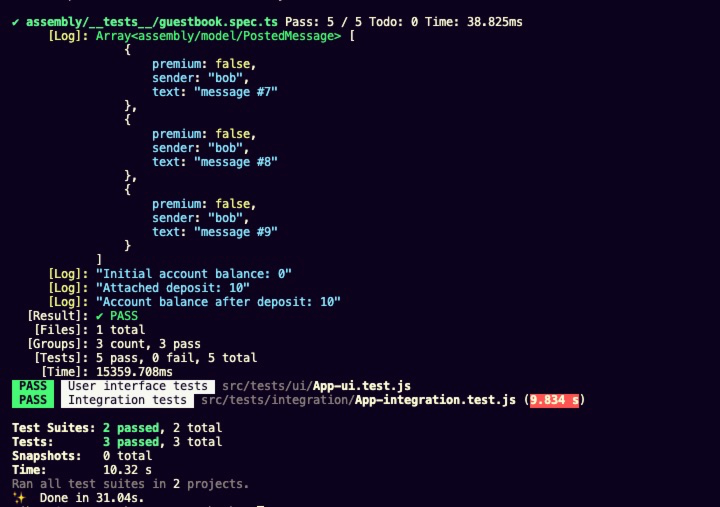 ✔ assembly/__tests__/guestbook.spec.ts Pass: 5 / 5 Todo: 0 Time: 38.825ms
[Log]: Array<assembly/model/PostedMessage> [
{
premium: false,
sender: "bob",
text: "message #7"
},
{
premium: false,
sender: "bob",
text: "message #8"
},
{
premium: false,
sender: "bob",
text: "message #9"
}
]
[Log]: "Initial account balance: 0"
[Log]: "Attached deposit: 10"
[Log]: "Account balance after deposit: 10"
[Result]: ✔ PASS
[Files]: 1 total
[Groups]: 3 count, 3 pass
[Tests]: 5 pass, 0 fail, 5 total
[Time]: 15359.708ms
PASS User interface tests src/tests/ui/App-ui.test.js
PASS Integration tests src/tests/integration/App-integration.test.js (9.834 s)
Test Suites: 2 passed, 2 total
Tests: 3 passed, 3 total
Snapshots: 0 total
Time: 10.32 s
Ran all test suites in 2 projects.
✨ Done in 31.04s.